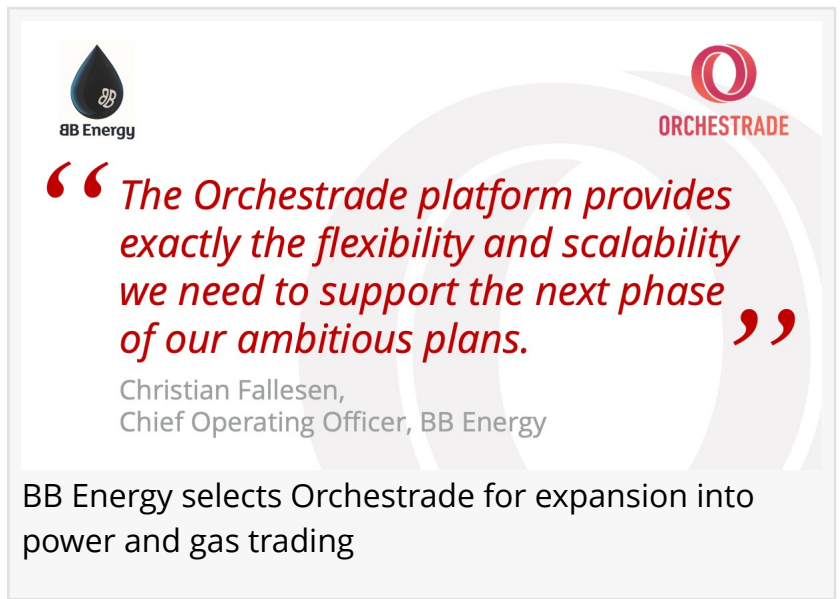 BB
BB Energy
ORCHESTRADE
“The Orchestrade platform provides
exactly the flexibility and scalability
we need to support the next phase
of our ambitious plans.”
Christian Fallesen,
Chief Operating Officer, BB Energy
BB Energy selects Orchestrade for expansion into
power and gas trading